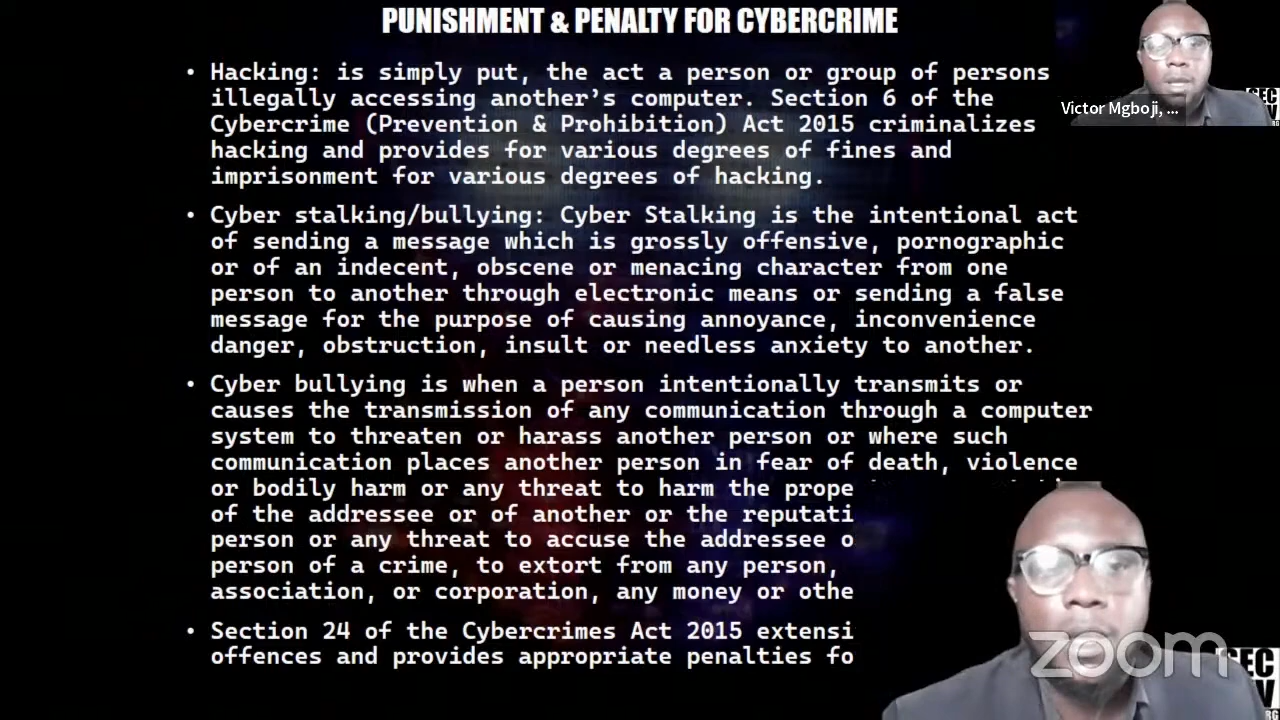 PUNISHMENT & PENALTY FOR CYBERCRIME
• Hacking: is simply put, the act a person or group of persons
illegally accessing another’s computer. Section 6 of the
Cybercrime (Prevention & Prohibition) Act 2015 criminalizes
hacking and provides for various degrees of fines and
imprisonment for various degrees of hacking.
• Cyber stalking/bullying: Cyber Stalking is the intentional act
of sending a message which is grossly offensive, pornographic
or of an indecent, obscene or menacing character from one
person to another through electronic means or sending a false
message for the purpose of causing annoyance, inconvenience
danger, obstruction, insult or needless anxiety to another.
• Cyber bullying is when a person intentionally transmits or
causes the transmission of any communication through a computer
system to threaten or harass another person or where such
communication places another person in fear of death, violence
or bodily harm or any threat to harm the prope
of the addressee or of another or the reputati
person or any threat to accuse the addressee o
person of a crime, to extort from any person,
association, or corporation, any money or othe
• Section 24 of the Cybercrimes Act 2015 extensi
offences and provides appropriate penalties fo
Victor Mgboji, ...
zoom